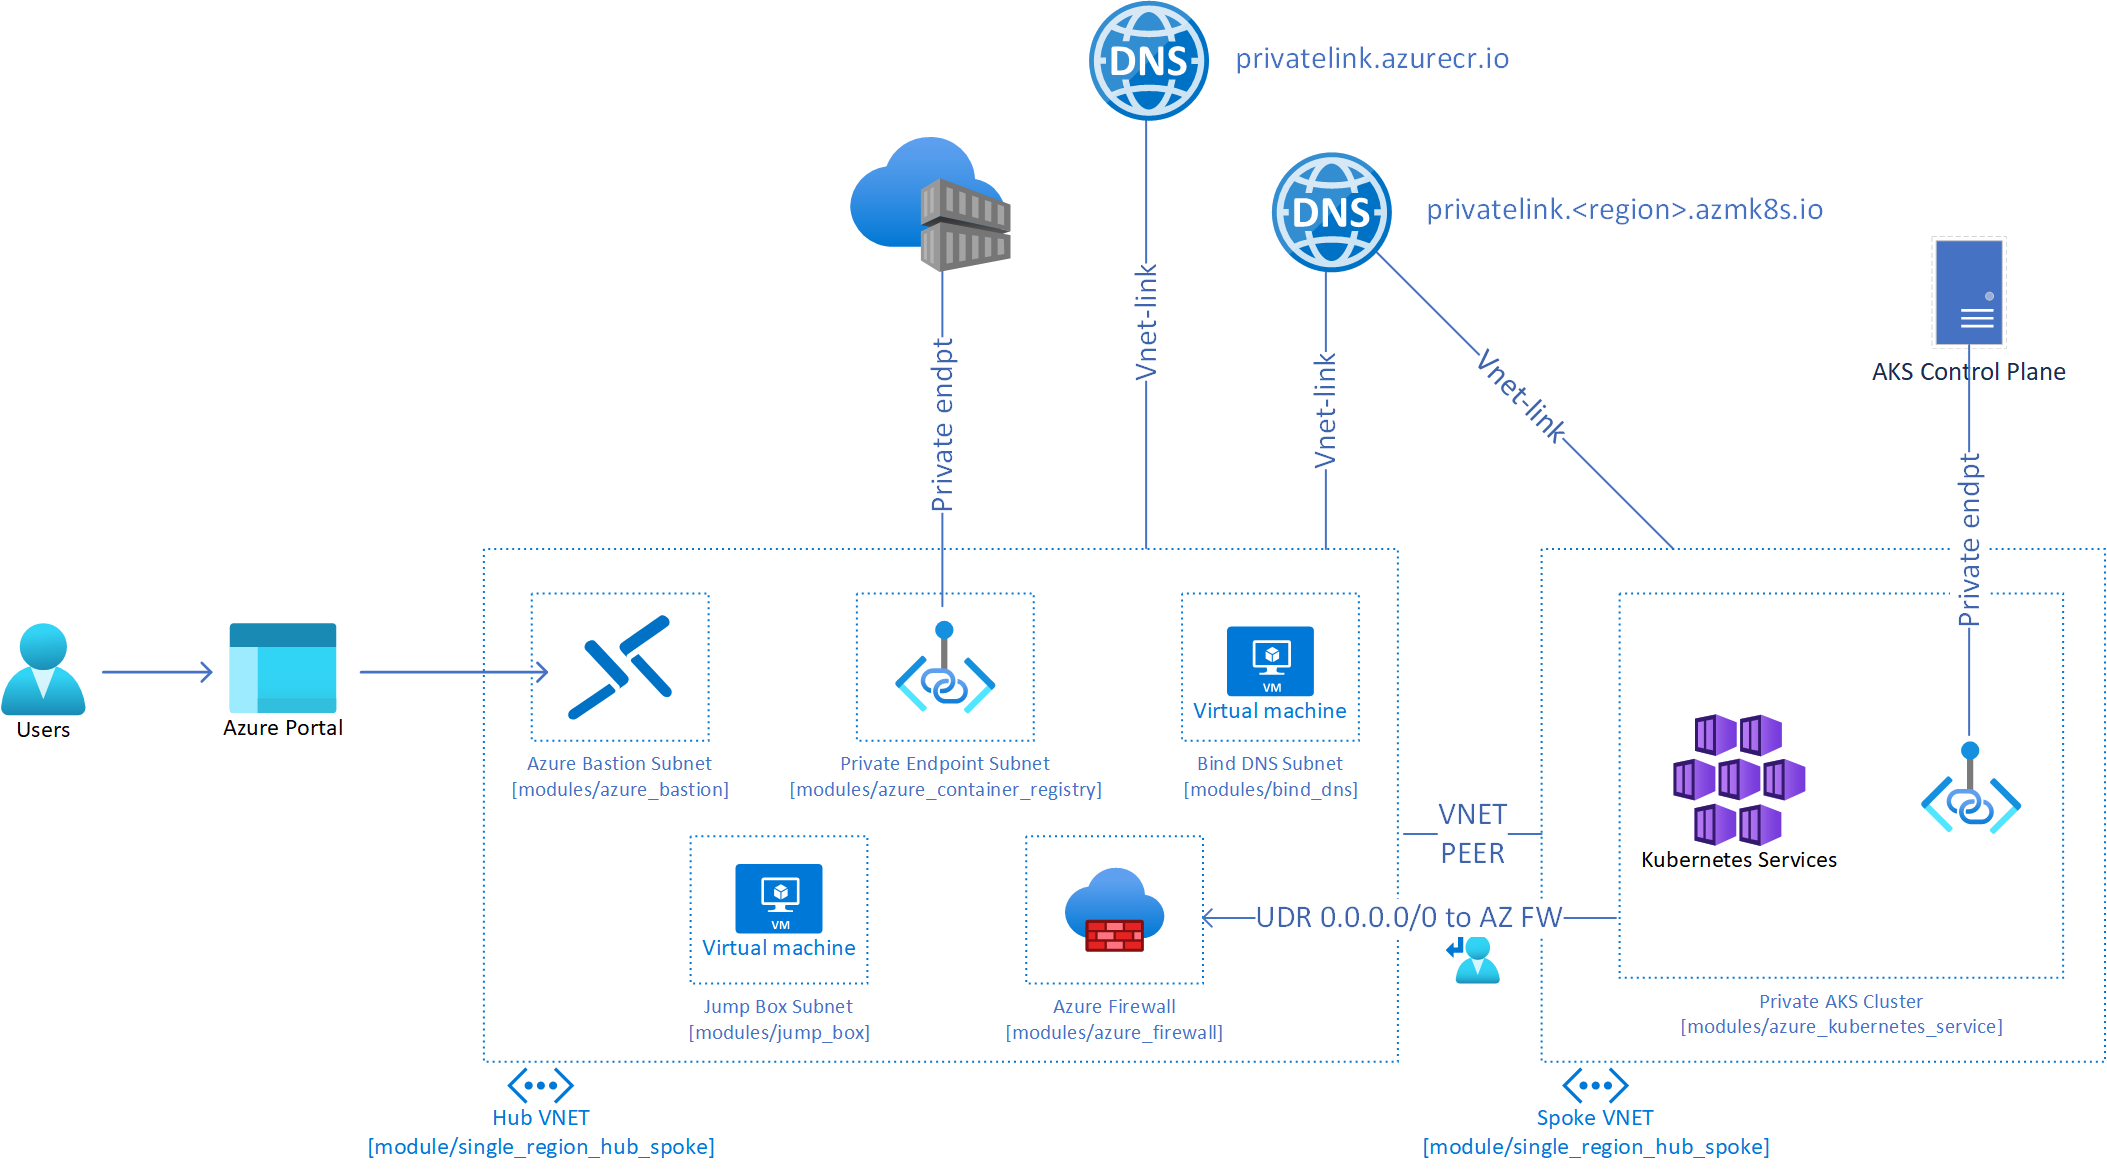 DNS
privatelink.azurecr.io
DNS
privatelink.<region>.azmk8s.io
Vnet-link
Private endpt
Vnet-link
Vnet-link
AKS Control Plane
Private endpt
Users
Azure Portal
Azure Bastion Subnet
[modules/azure_bastion]
Private Endpoint Subnet
[modules/azure_container_registry]
VM
Virtual machine
Bind DNS Subnet
[modules/bind_dns]
VM
Virtual machine
Jump Box Subnet
[modules/jump_box]
Azure Firewall
[modules/azure_firewall]
VNET
PEER
UDR 0.0.0.0/0 to AZ FW
Kubernetes Services
Private AKS Cluster
[modules/azure_kubernetes_service]
Hub VNET
[module/single_region_hub_spoke]
Spoke VNET
[module/single_region_hub_spoke]